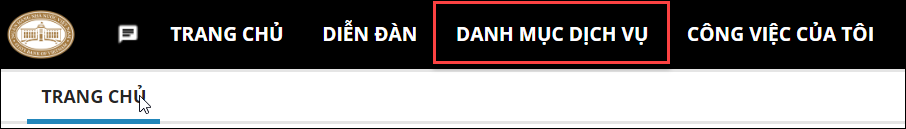 TRANG CHỦ DIỄN ĐÀN DANH MỤC DỊCH VỤ CÔNG VIỆC CỦA TÔI
TRANG CHỦ